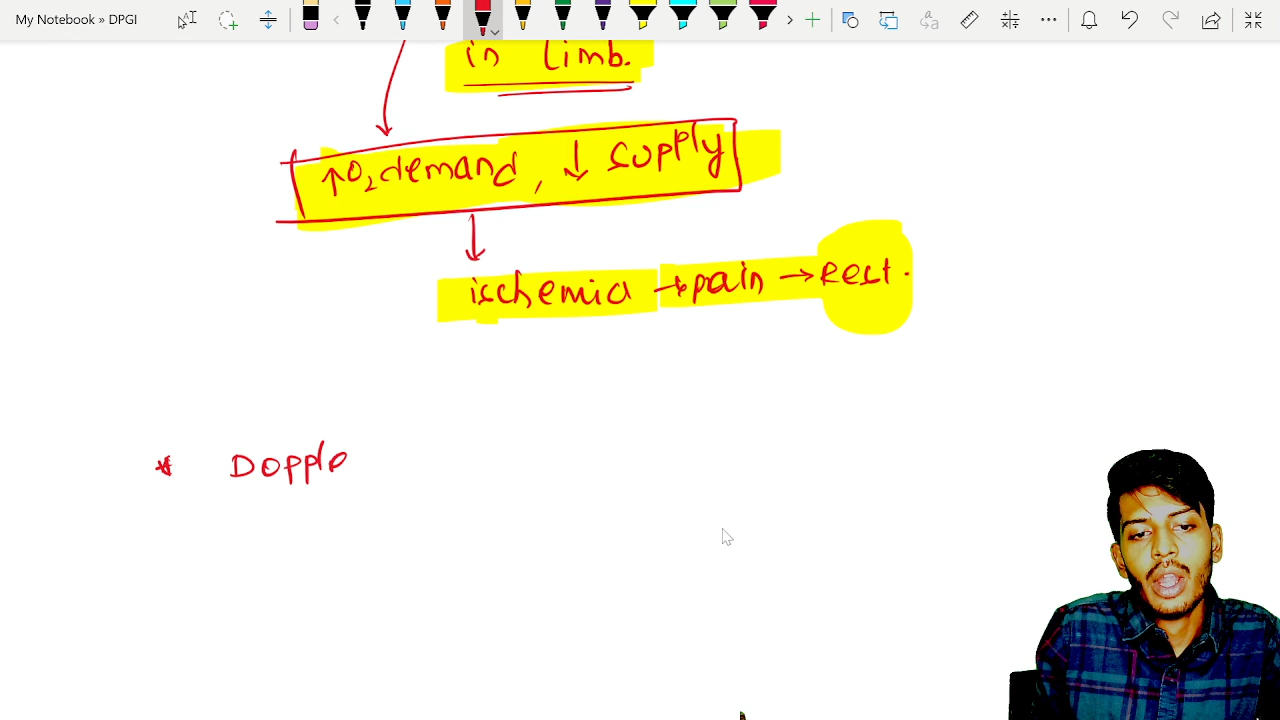 My Notebook » DPGI
in limb.
↑O₂ demand, ↓ supply
ischemia → pain → Rest.
* Dopple